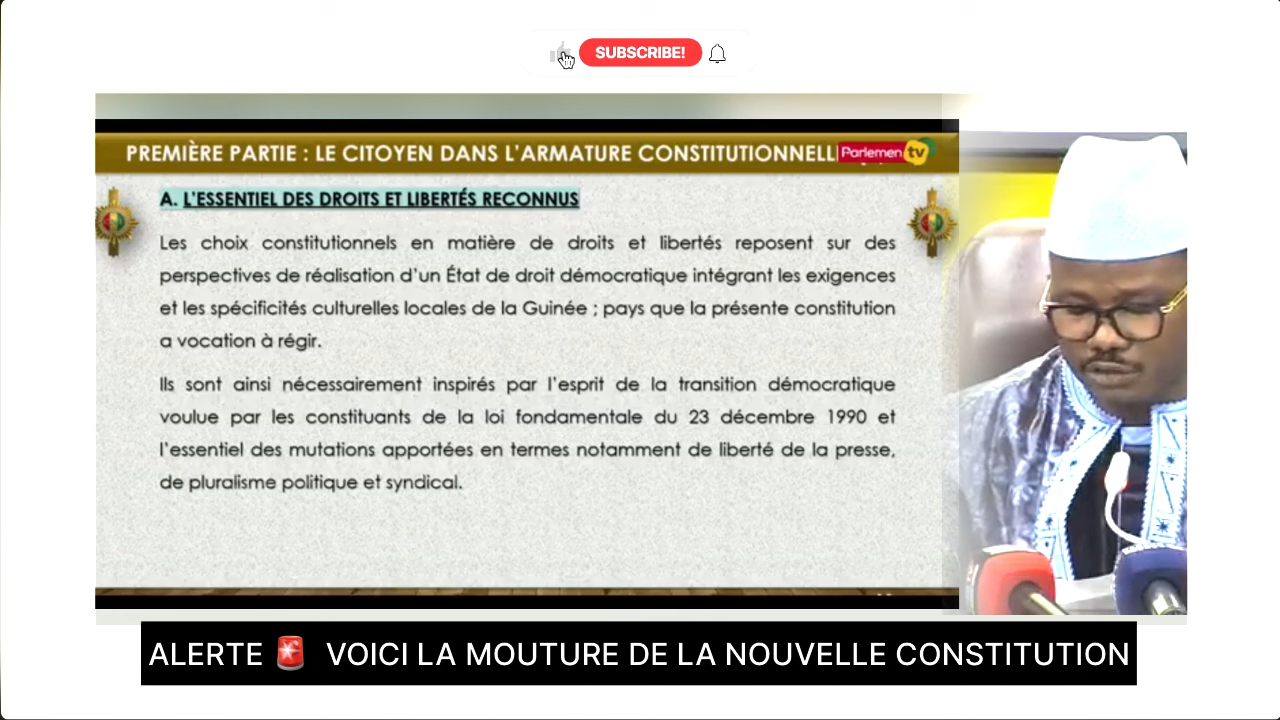 SUBSCRIBE!
PREMIÈRE PARTIE : LE CITOYEN DANS L'ARMATURE CONSTITUTIONNELL
Parlemen tv
A. L'ESSENTIEL DES DROITS ET LIBERTÉS RECONNUS
Les choix constitutionnels en matière de droits et libertés reposent sur des
perspectives de réalisation d'un État de droit démocratique intégrant les exigences
et les spécificités culturelles locales de la Guinée ; pays que la présente constitution
a vocation à régir.
Ils sont ainsi nécessairement inspirés par l'esprit de la transition démocratique
voulue par les constituants de la loi fondamentale du 23 décembre 1990 et
l'essentiel des mutations apportées en termes notamment de liberté de la presse,
de pluralisme politique et syndical.
ALERTE 🚨 VOICI LA MOUTURE DE LA NOUVELLE CONSTITUTION